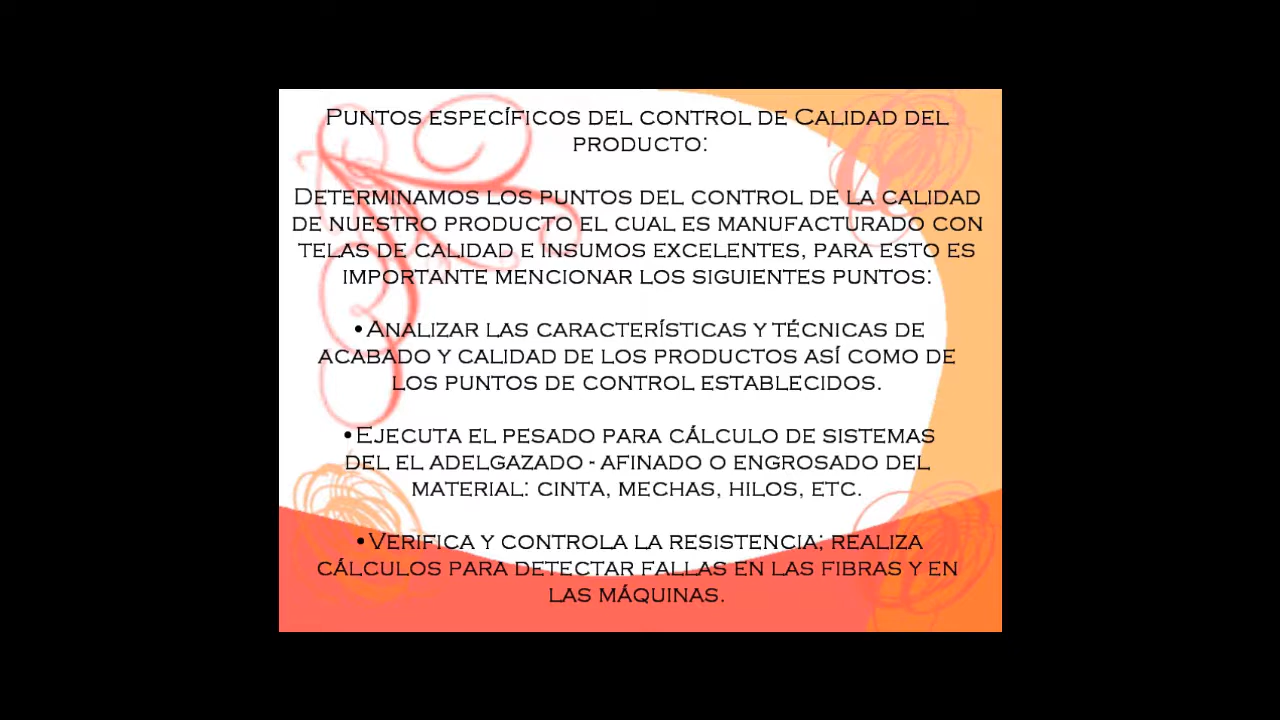 Puntos específicos del control de Calidad del
producto:
Determinamos los puntos del control de la calidad
de nuestro producto el cual es manufacturado con
telas de calidad e insumos excelentes, para esto es
importante mencionar los siguientes puntos:
•Analizar las características y técnicas de
acabado y calidad de los productos así como de
los puntos de control establecidos.
•Ejecuta el pesado para cálculo de sistemas
del el adelgazado - afinado o engrosado del
material: cinta, mechas, hilos, etc.
•Verifica y controla la resistencia; realiza
cálculos para detectar fallas en las fibras y en
las máquinas.